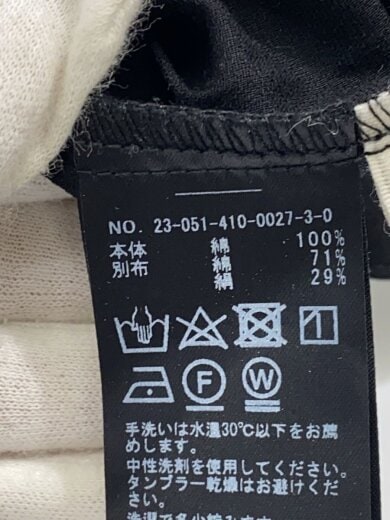 NO. 23-051-410-0027-3-0
本体 綿 100%
別布 綿 71%
絹 29%
F W
手洗いは水温30℃以下をお薦
めします。
中性洗剤を使用してください。
タンブラー乾燥はお避けくだ
さい。